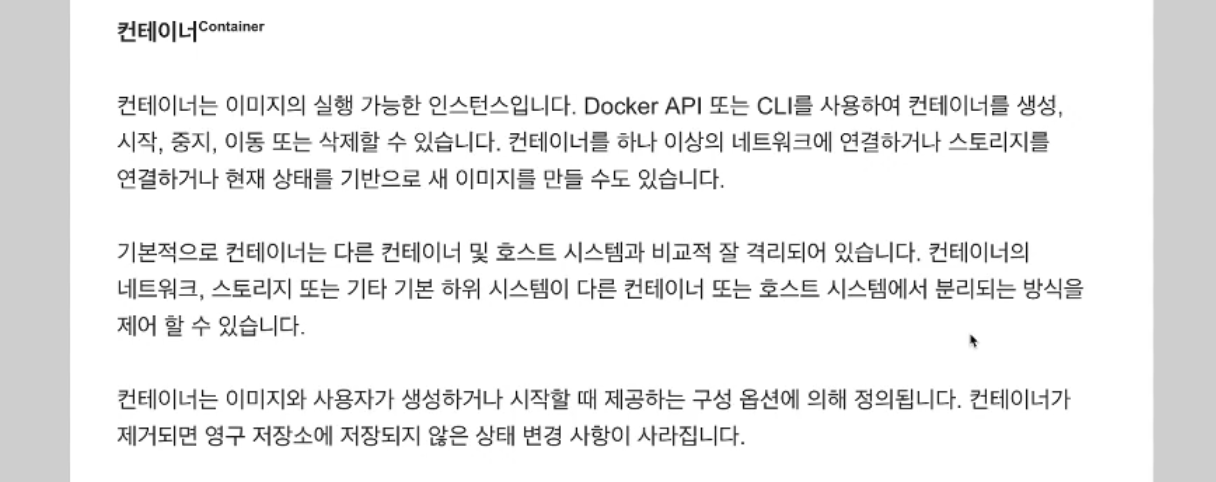 컨테이너Container
컨테이너는 이미지의 실행 가능한 인스턴스입니다. Docker API 또는 CLI를 사용하여 컨테이너를 생성,
시작, 중지, 이동 또는 삭제할 수 있습니다. 컨테이너를 하나 이상의 네트워크에 연결하거나 스토리지를
연결하거나 현재 상태를 기반으로 새 이미지를 만들 수도 있습니다.
기본적으로 컨테이너는 다른 컨테이너 및 호스트 시스템과 비교적 잘 격리되어 있습니다. 컨테이너의
네트워크, 스토리지 또는 기타 기본 하위 시스템이 다른 컨테이너 또는 호스트 시스템에서 분리되는 방식을
제어 할 수 있습니다.
컨테이너는 이미지와 사용자가 생성하거나 시작할 때 제공하는 구성 옵션에 의해 정의됩니다. 컨테이너가
제거되면 영구 저장소에 저장되지 않은 상태 변경 사항이 사라집니다.